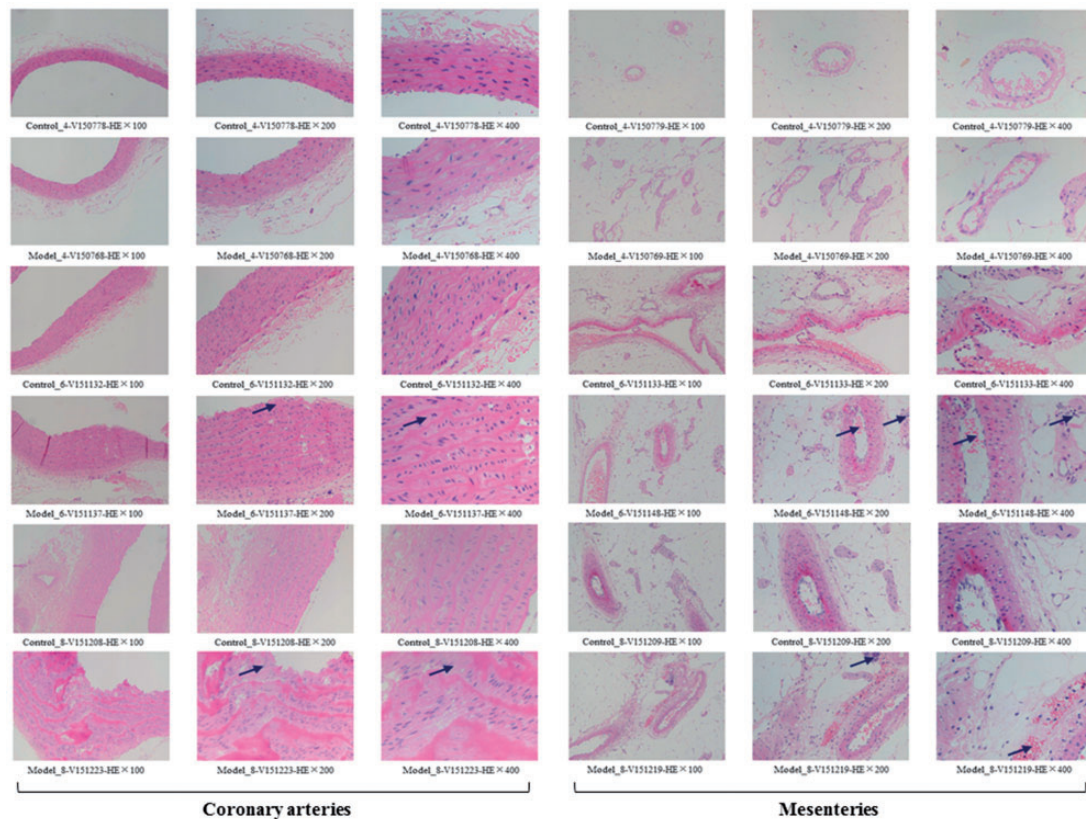 Control_4-V150778-HE×100 Control_4-V150778-HE×200 Control_4-V150778-HE×400 Control_4-V150779-HE×100 Control_4-V150779-HE×200 Control_4-V150779-HE×400
Model_4-V150768-HE×100 Model_4-V150768-HE×200 Model_4-V150768-HE×400 Model_4-V150769-HE×100 Model_4-V150769-HE×200 Model_4-V150769-HE×400
Control_6-V151132-HE×100 Control_6-V151132-HE×200 Control_6-V151132-HE×400 Control_6-V151133-HE×100 Control_6-V151133-HE×200 Control_6-V151133-HE×400
Model_6-V151137-HE×100 Model_6-V151137-HE×200 Model_6-V151137-HE×400 Model_6-V151148-HE×100 Model_6-V151148-HE×200 Model_6-V151148-HE×400
Control_8-V151208-HE×100 Control_8-V151208-HE×200 Control_8-V151208-HE×400 Control_8-V151209-HE×100 Control_8-V151209-HE×200 Control_8-V151209-HE×400
Model_8-V151223-HE×100 Model_8-V151223-HE×200 Model_8-V151223-HE×400 Model_8-V151219-HE×100 Model_8-V151219-HE×200 Model_8-V151219-HE×400
Coronary arteries Mesenteries